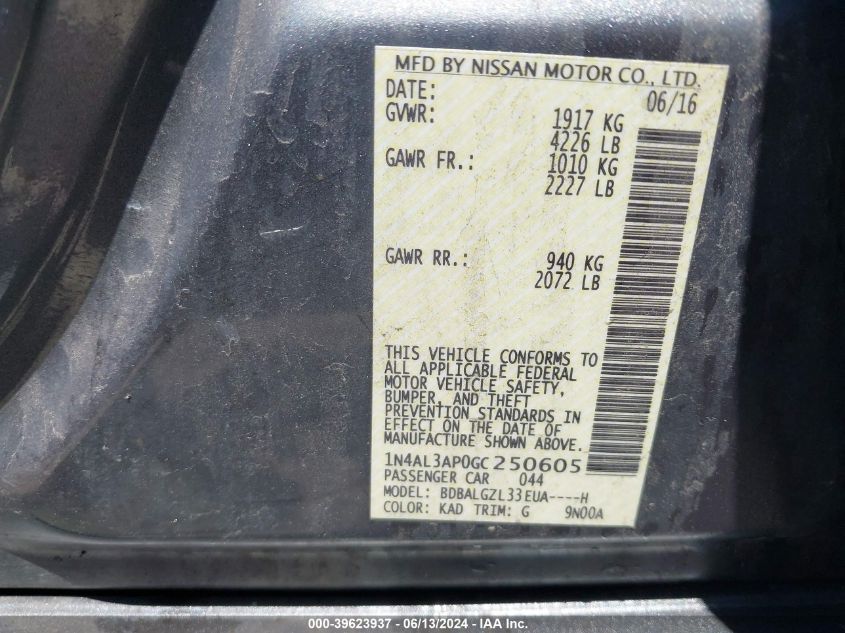 MFD BY NISSAN MOTOR CO., LTD.
DATE: 06/16
GVWR: 1917 KG
4226 LB
GAWR FR.: 1010 KG
2227 LB
GAWR RR.: 940 KG
2072 LB
THIS VEHICLE CONFORMS TO
ALL APPLICABLE FEDERAL
MOTOR VEHICLE SAFETY,
BUMPER, AND THEFT
PREVENTION STANDARDS IN
EFFECT ON THE DATE OF
MANUFACTURE SHOWN ABOVE.
1N4AL3AP0GC250605
PASSENGER CAR 044
MODEL: BDBALGZL33EUA----H
COLOR: KAD TRIM: G 9N00A
000-39623937 - 06/13/2024 - IAA Inc.